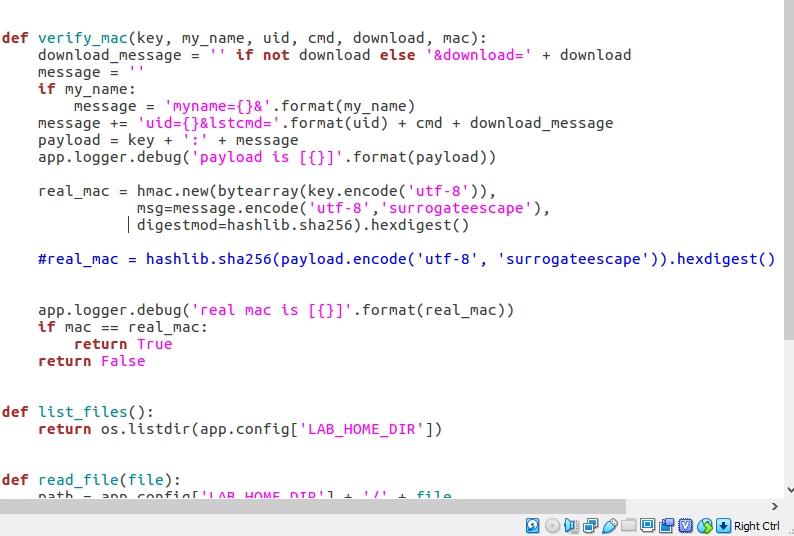 def verify_mac(key, my_name, uid, cmd, download, mac):
    download_message = '' if not download else '&download=' + download
    message = ''
    if my_name:
        message = 'myname={}&'.format(my_name)
    message += 'uid={}&lstcmd='.format(uid) + cmd + download_message
    payload = key + ':' + message
    app.logger.debug('payload is [{}]'.format(payload))

    real_mac = hmac.new(bytearray(key.encode('utf-8')),
               msg=message.encode('utf-8','surrogateescape'),
               digestmod=hashlib.sha256).hexdigest()

    #real_mac = hashlib.sha256(payload.encode('utf-8', 'surrogateescape')).hexdigest()

    app.logger.debug('real mac is [{}]'.format(real_mac))
    if mac == real_mac:
        return True
    return False

def list_files():
    return os.listdir(app.config['LAB_HOME_DIR'])

def read_file(file):
    path = app.config['LAB_HOME_DIR'] + '/' + file
Right Ctrl